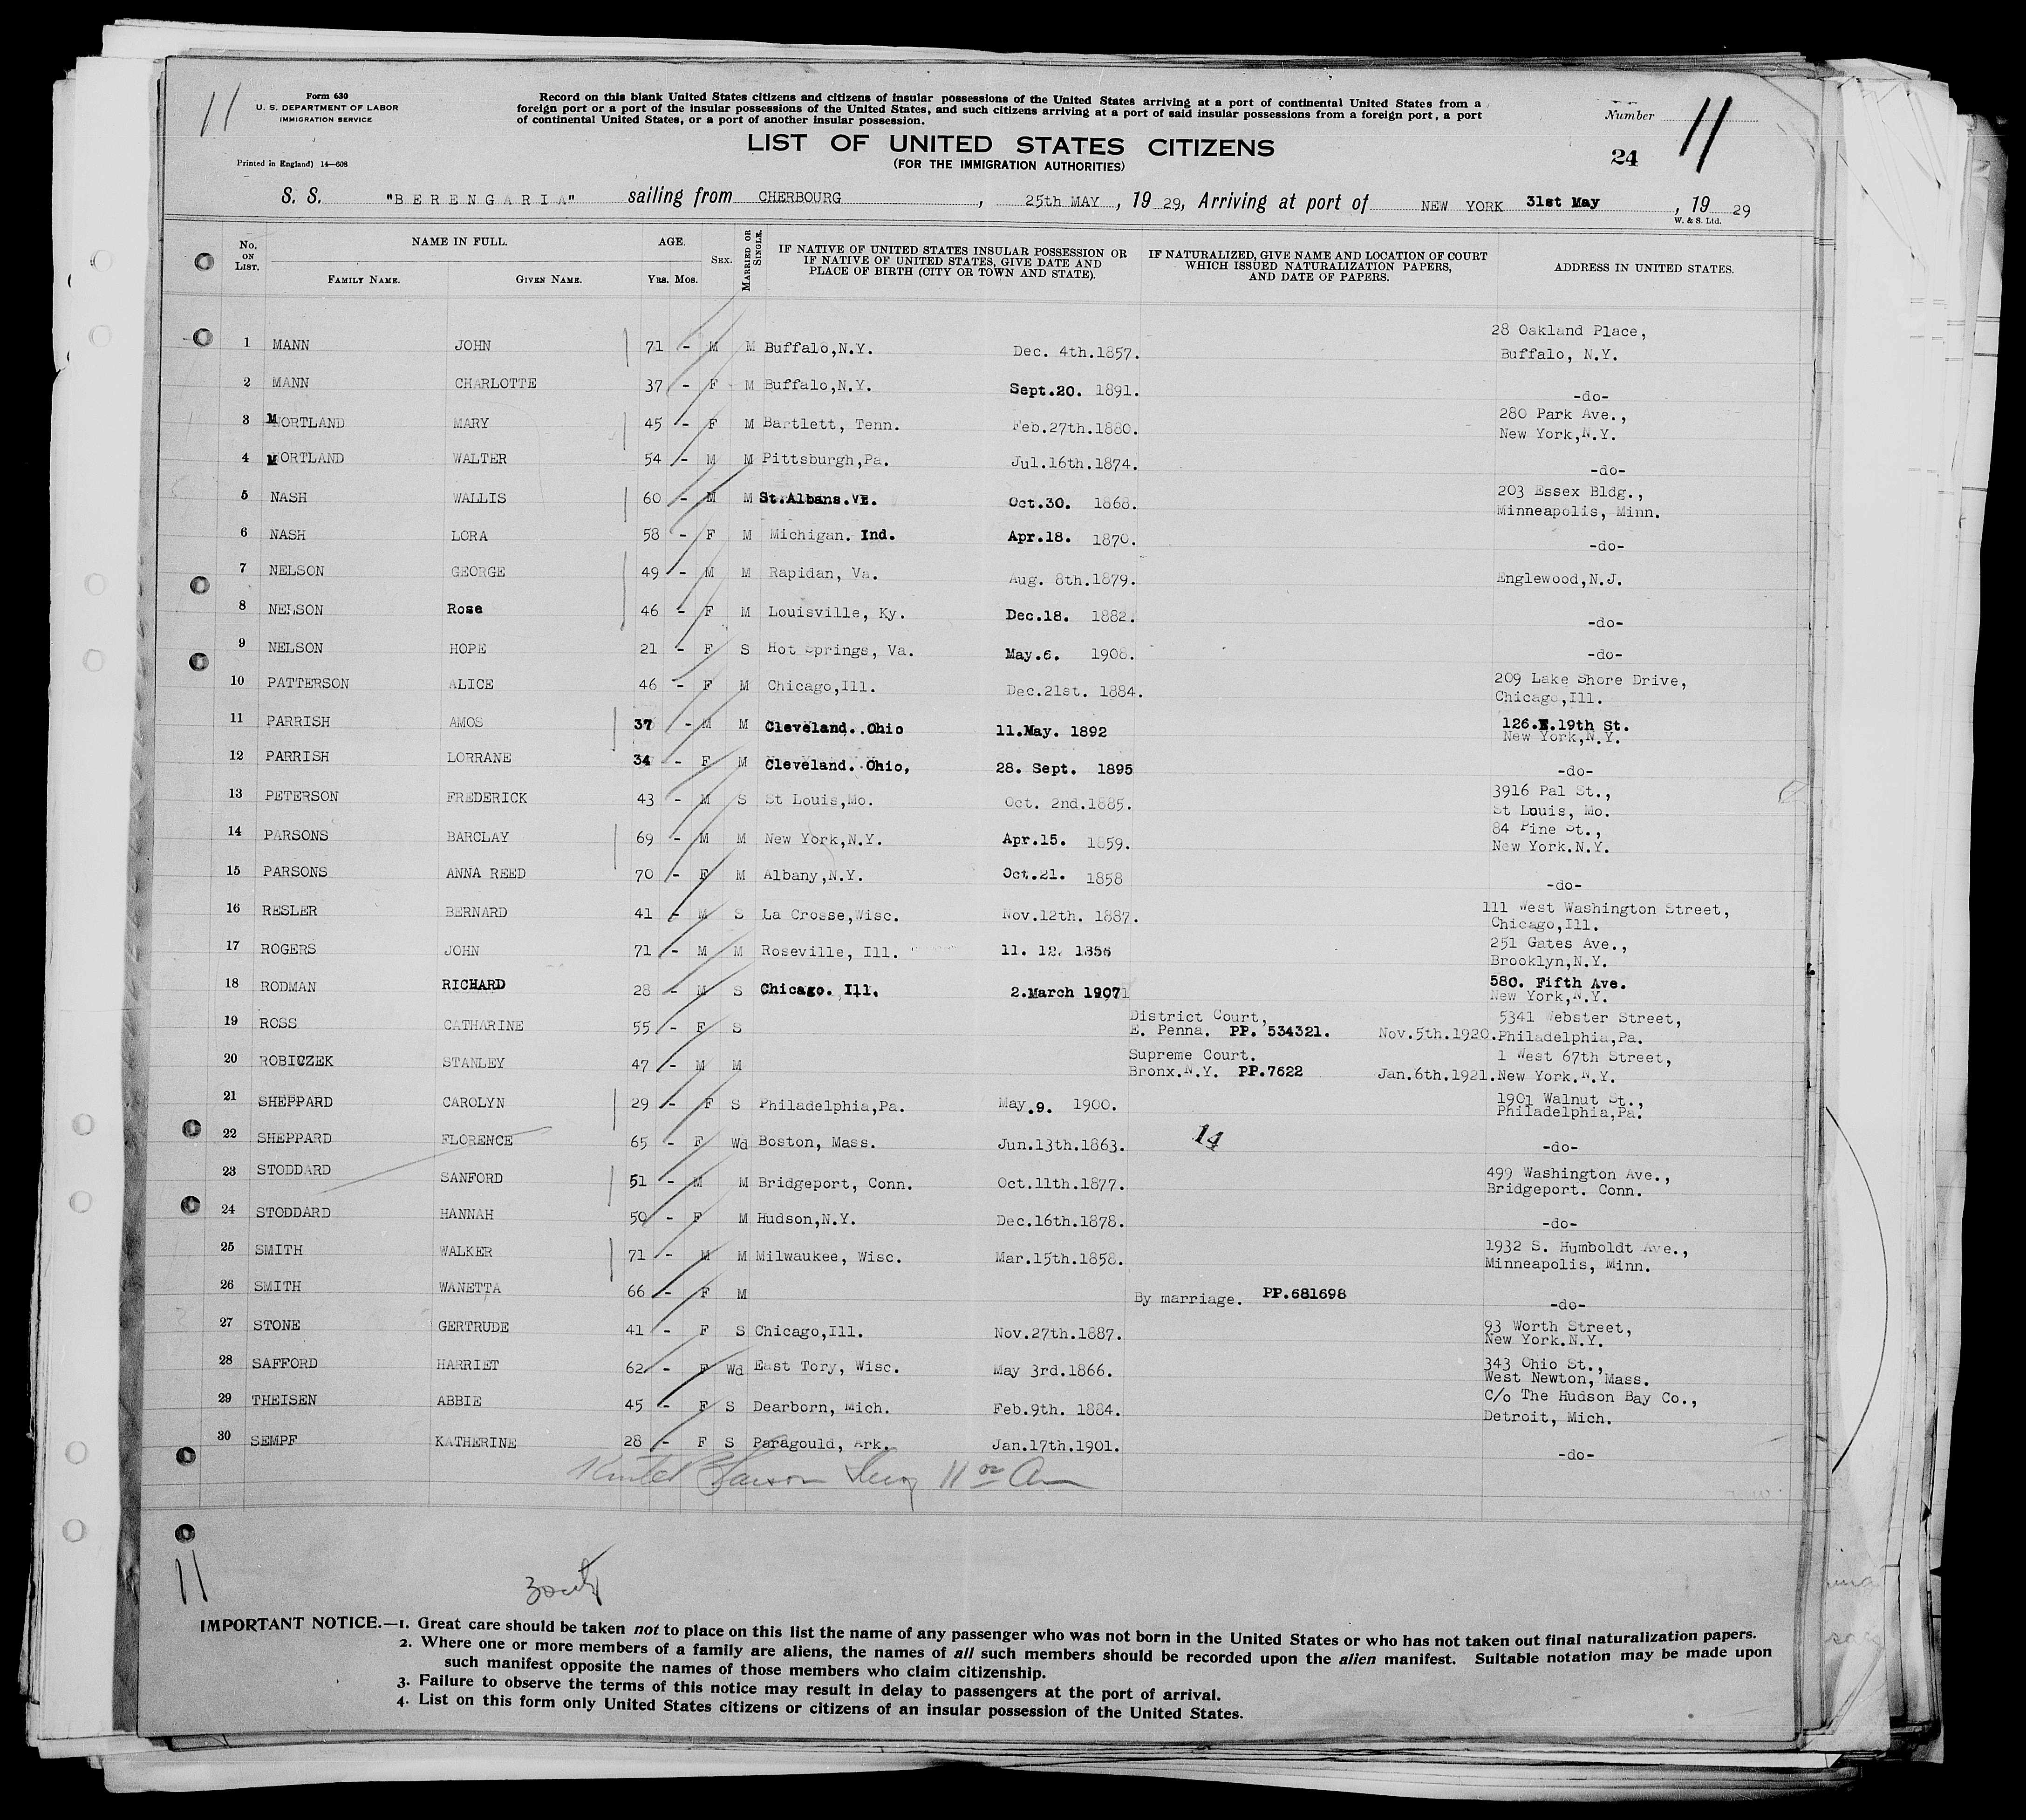 11
Form 630
U. S. DEPARTMENT OF LABOR
IMMIGRATION SERVICE
Printed in England) 14—608
Record on this blank United States citizens and citizens of insular possessions of the United States arriving at a port of continental United States from a
foreign port or a port of the insular possessions of the United States, and such citizens arriving at a port of said insular possessions from a foreign port, a port
of continental United States, or a port of another insular possession.
Number 11
LIST OF UNITED STATES CITIZENS
(FOR THE IMMIGRATION AUTHORITIES)
24
S. S. "BERENGARIA" sailing from CHERBOURG, 25th MAY, 19 29, Arriving at port of NEW YORK 31st May, 19 29
W. & S. Ltd.
No. ON LIST. NAME IN FULL. AGE. SEX. MARRIED OR SINGLE. IF NATIVE OF UNITED STATES INSULAR POSSESSION OR IF NATIVE OF UNITED STATES, GIVE DATE AND PLACE OF BIRTH (CITY OR TOWN AND STATE). IF NATURALIZED, GIVE NAME AND LOCATION OF COURT WHICH ISSUED NATURALIZATION PAPERS, AND DATE OF PAPERS. ADDRESS IN UNITED STATES.
FAMILY NAME. GIVEN NAME. YRS. MOS.
1 MANN JOHN 71 - M M Buffalo,N.Y. Dec. 4th.1857. 28 Oakland Place, Buffalo, N.Y.
2 MANN CHARLOTTE 37 - F M Buffalo,N.Y. Sept.20. 1891. -do-
3 MORTLAND MARY 45 - F M Bartlett, Tenn. Feb.27th.1880. 280 Park Ave., New York,N.Y.
4 MORTLAND WALTER 54 - M M Pittsburgh,Pa. Jul.16th.1874. -do-
5 NASH WALLIS 60 - M M St.Albans.VE. Oct.30. 1868. 203 Essex Bldg., Minneapolis, Minn.
6 NASH LORA 58 - F M Michigan. Ind. Apr.18. 1870. -do-
7 NELSON GEORGE 49 - M M Rapidan, Va. Aug. 8th.1879. Englewood,N.J.
8 NELSON Rose 46 - F M Louisville, Ky. Dec.18. 1882. -do-
9 NELSON HOPE 21 - F S Hot Springs, Va. May.6. 1908. -do-
10 PATTERSON ALICE 46 - F M Chicago,Ill. Dec.21st. 1884. 209 Lake Shore Drive, Chicago,Ill.
11 PARRISH AMOS 37 - M M Cleveland..Ohio 11.May. 1892 126.E.19th St. New York,N.Y.
12 PARRISH LORRANE 34 - F M Cleveland. Ohio, 28. Sept. 1895 -do-
13 PETERSON FREDERICK 43 - M S St Louis,Mo. Oct. 2nd.1885. 3916 Pal St., St Louis, Mo.
14 PARSONS BARCLAY 69 - M M New York,N.Y. Apr.15. 1859. 84 Pine St., New York.N.Y.
15 PARSONS ANNA REED 70 - F M Albany,N.Y. Oct.21. 1858 -do-
16 RESLER BERNARD 41 - M S La Crosse,Wisc. Nov.12th. 1887. 111 West Washington Street, Chicago,Ill.
17 ROGERS JOHN 71 - M M Roseville, Ill. 11. 12. 1856 251 Gates Ave., Brooklyn,N.Y.
18 RODMAN RICHARD 28 - M S Chicago. Ill. 2.March 1907 580. Fifth Ave. New York,N.Y.
19 ROSS CATHARINE 55 - F S District Court, E. Penna. PP. 534321. Nov.5th.1920. 5341 Webster Street, Philadelphia,Pa.
20 ROBICZEK STANLEY 47 - M M Supreme Court. Bronx.N.Y. PP.7622 Jan.6th.1921. 1 West 67th Street, New York.N.Y.
21 SHEPPARD CAROLYN 29 - F S Philadelphia,Pa. May.9. 1900. 1901 Walnut St., Philadelphia,Pa.
22 SHEPPARD FLORENCE 65 - F Wd Boston, Mass. Jun.13th.1863. 14 -do-
23 STODDARD SANFORD 51 - M M Bridgeport, Conn. Oct.11th.1877. 499 Washington Ave., Bridgeport. Conn.
24 STODDARD HANNAH 50 - F M Hudson,N.Y. Dec.16th.1878. -do-
25 SMITH WALKER 71 - M M Milwaukee, Wisc. Mar.15th.1858. 1932 S. Humboldt Ave., Minneapolis, Minn.
26 SMITH WANETTA 66 - F M By marriage. PP.681698 -do-
27 STONE GERTRUDE 41 - F S Chicago,Ill. Nov.27th.1887. 93 Worth Street, New York.N.Y.
28 SAFFORD HARRIET 62 - F Wd East Tory, Wisc. May 3rd.1866. 343 Ohio St., West Newton, Mass.
29 THEISEN ABBIE 45 - F S Dearborn, Mich. Feb.9th. 1884. C/o The Hudson Bay Co., Detroit, Mich.
30 SEMPF KATHERINE 28 - F S Paragould, Ark. Jan.17th.1901. -do-
11 00 Am
11
IMPORTANT NOTICE.—1. Great care should be taken not to place on this list the name of any passenger who was not born in the United States or who has not taken out final naturalization papers.
2. Where one or more members of a family are aliens, the names of all such members should be recorded upon the alien manifest. Suitable notation may be made upon
such manifest opposite the names of those members who claim citizenship.
3. Failure to observe the terms of this notice may result in delay to passengers at the port of arrival.
4. List on this form only United States citizens or citizens of an insular possession of the United States.